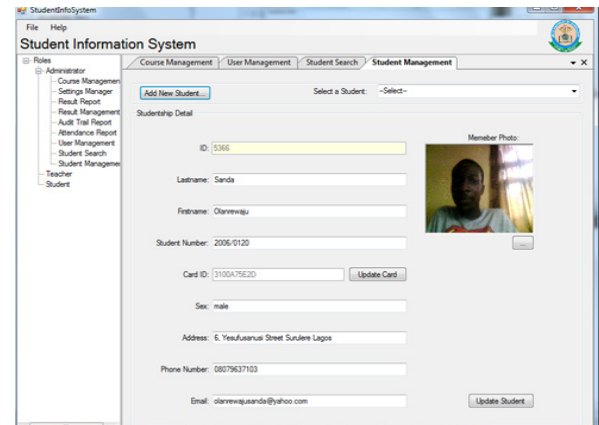 StudentInfoSystem
File Help
Student Information System
Roles
Administrator
Course Managemen
Settings Manager
Result Report
Result Management
Audit Trail Report
Attendance Report
User Management
Student Search
Student Managemen
Teacher
Student
Course Management User Management Student Search Student Management
Add New Student... Select a Student: --Select--
Studentship Detail
Memeber Photo:
ID: 5366
Lastname: Sanda
Firstname: Olanrewaju
Student Number: 2006/0120
...
Card ID: 3100A75E2D Update Card
Sex: male
Address: 6, Yesufusanusi Street Surulere Lagos
Phone Number: 08079637103
Email: olanrewajusanda@yahoo.com Update Student